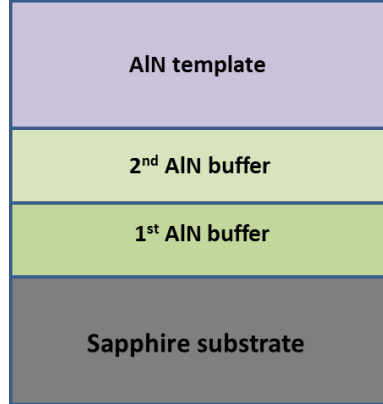 AlN template
2nd AlN buffer
1st AlN buffer
Sapphire substrate